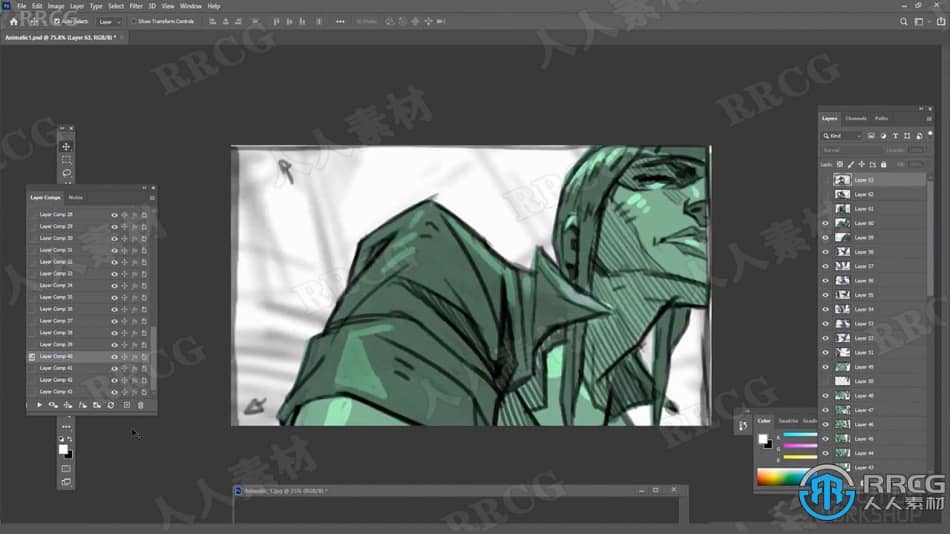 File Edit Image Layer Type Select Filter 3D View Window Help
Auto-Select: Layer Show Transform Controls
Animatic1.psd @ 75.8% (Layer 63, RGB/8) *
Layer Comps Notes
Layer Comp 28
Layer Comp 29
Layer Comp 30
Layer Comp 31
Layer Comp 32
Layer Comp 33
Layer Comp 34
Layer Comp 35
Layer Comp 36
Layer Comp 37
Layer Comp 38
Layer Comp 39
Layer Comp 40
Layer Comp 41
Layer Comp 42
Layer Comp 43
Layers Channels Paths
Kind
Normal
Lock:
Layer 63
Layer 62
Layer 61
Layer 60
Layer 59
Layer 58
Layer 57
Layer 56
Layer 55
Layer 54
Layer 53
Layer 52
Layer 51
Layer 49
Layer 50
Layer 48
Layer 47
Layer 46
Layer 45
Layer 44
Layer 43
Color Swatches
Animatic_1.jpg @ 25% (RGB/8) *
RRCG
人人素材
WORKSHOP